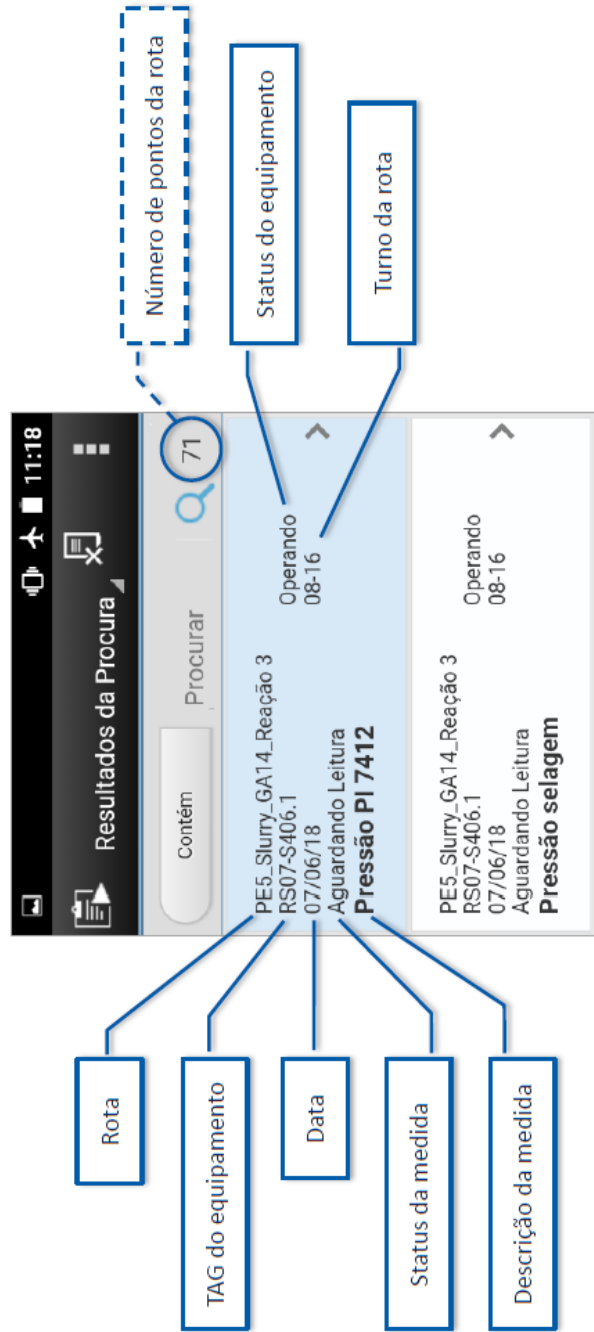 11:18
Resultados da Procura
Contém
Procurar
71
PE5_Slurry_GA14_Reação 3
RS07-S406.1
Operando
07/06/18
08-16
Aguardando Leitura
Pressão PI 7412
PE5_Slurry_GA14_Reação 3
RS07-S406.1
Operando
07/06/18
08-16
Aguardando Leitura
Pressão selagem
Rota
TAG do equipamento
Data
Status da medida
Descrição da medida
Número de pontos da rota
Status do equipamento
Turno da rota